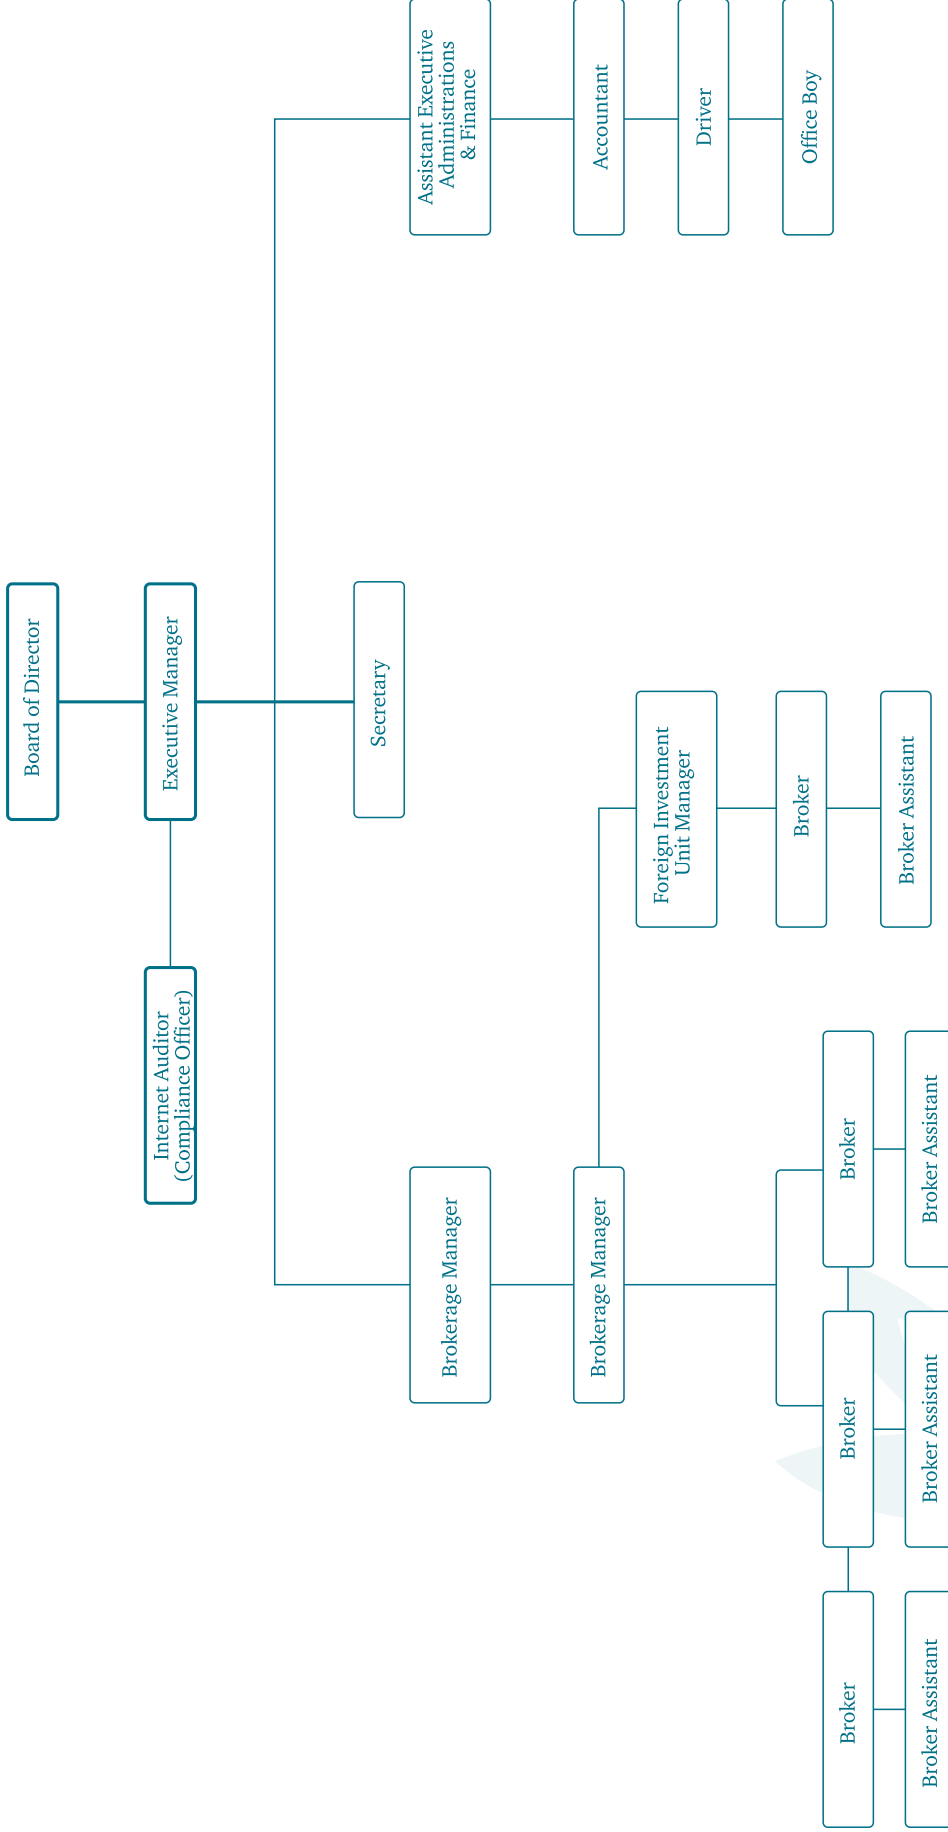 Board of Director
Executive Manager
Internet Auditor
(Compliance Officer)
Secretary
Brokerage Manager
Assistant Executive
Administrations
& Finance
Brokerage Manager
Accountant
Foreign Investment
Unit Manager
Driver
Broker
Office Boy
Broker
Broker
Broker
Broker Assistant
Broker Assistant
Broker Assistant
Broker Assistant